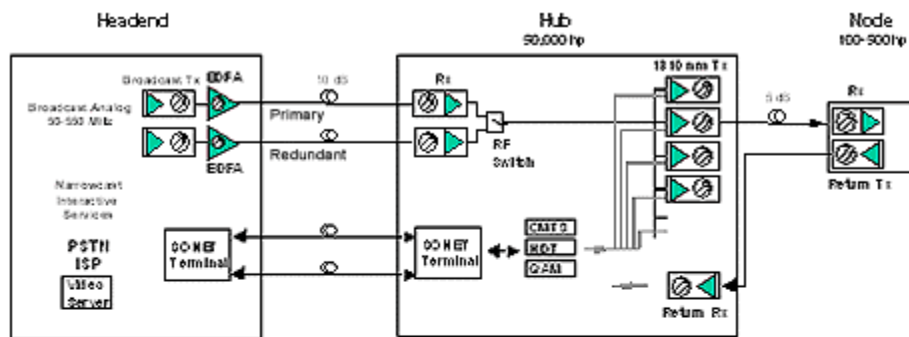 Headend
Hub
50,000 hp
Node
100-500 hp
Broadcast Tx
EDFA
10 dB
Rx
1310 nm Tx
5 dB
Rx
Broadcast Analog
50-550 MHz
Primary
Redundant
RF
Switch
EDFA
Return Tx
Narrowcast
Interactive
Services
PSTN
ISP
Video
Server
SONET
Terminal
SONET
Terminal
CMTS
HDT
QAM
Return Rx